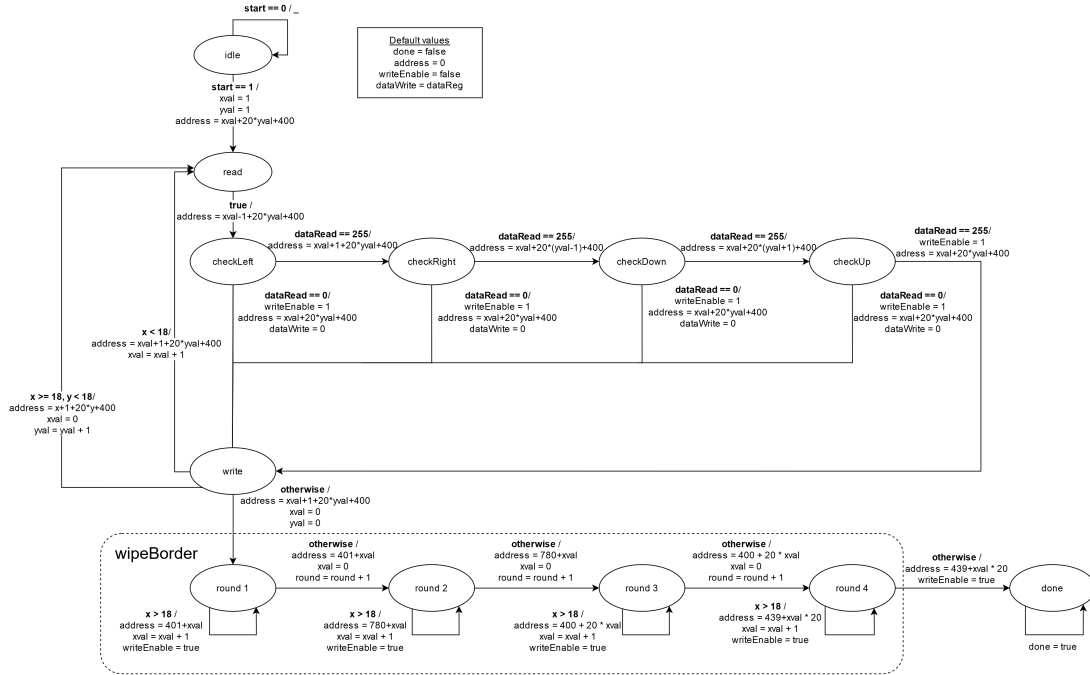 start == 0 / _
idle
Default values
done = false
address = 0
writeEnable = false
dataWrite = dataReg
start == 1 /
xval = 1
yval = 1
address = xval+20*yval+400
read
true /
address = xval-1+20*yval+400
checkLeft
dataRead == 255/
address = xval+1+20*yval+400
checkRight
dataRead == 255/
address = xval+20*(yval-1)+400
checkDown
dataRead == 255/
address = xval+20*(yval+1)+400
checkUp
dataRead == 255/
writeEnable = 1
adress = xval+20*yval+400
dataRead == 0/
writeEnable = 1
address = xval+20*yval+400
dataWrite = 0
dataRead == 0/
writeEnable = 1
address = xval+20*yval+400
dataWrite = 0
dataRead == 0/
writeEnable = 1
address = xval+20*yval+400
dataWrite = 0
dataRead == 0/
writeEnable = 1
address = xval+20*yval+400
dataWrite = 0
x < 18/
address = xval+1+20*yval+400
xval = xval + 1
x >= 18, y < 18/
address = x+1+20*y+400
xval = 0
yval = yval + 1
write
otherwise /
address = xval+1+20*yval+400
xval = 0
yval = 0
wipeBorder
round 1
otherwise /
address = 401+xval
xval = 0
round = round + 1
round 2
otherwise /
address = 780+xval
xval = 0
round = round + 1
round 3
otherwise /
address = 400 + 20 * xval
xval = 0
round = round + 1
round 4
otherwise /
address = 439+xval * 20
writeEnable = true
done
x > 18 /
address = 401+xval
xval = xval + 1
writeEnable = true
x > 18 /
address = 780+xval
xval = xval + 1
writeEnable = true
x > 18 /
address = 400 + 20 * xval
xval = xval + 1
writeEnable = true
x > 18 /
address = 439+xval * 20
xval = xval + 1
writeEnable = true
done = true